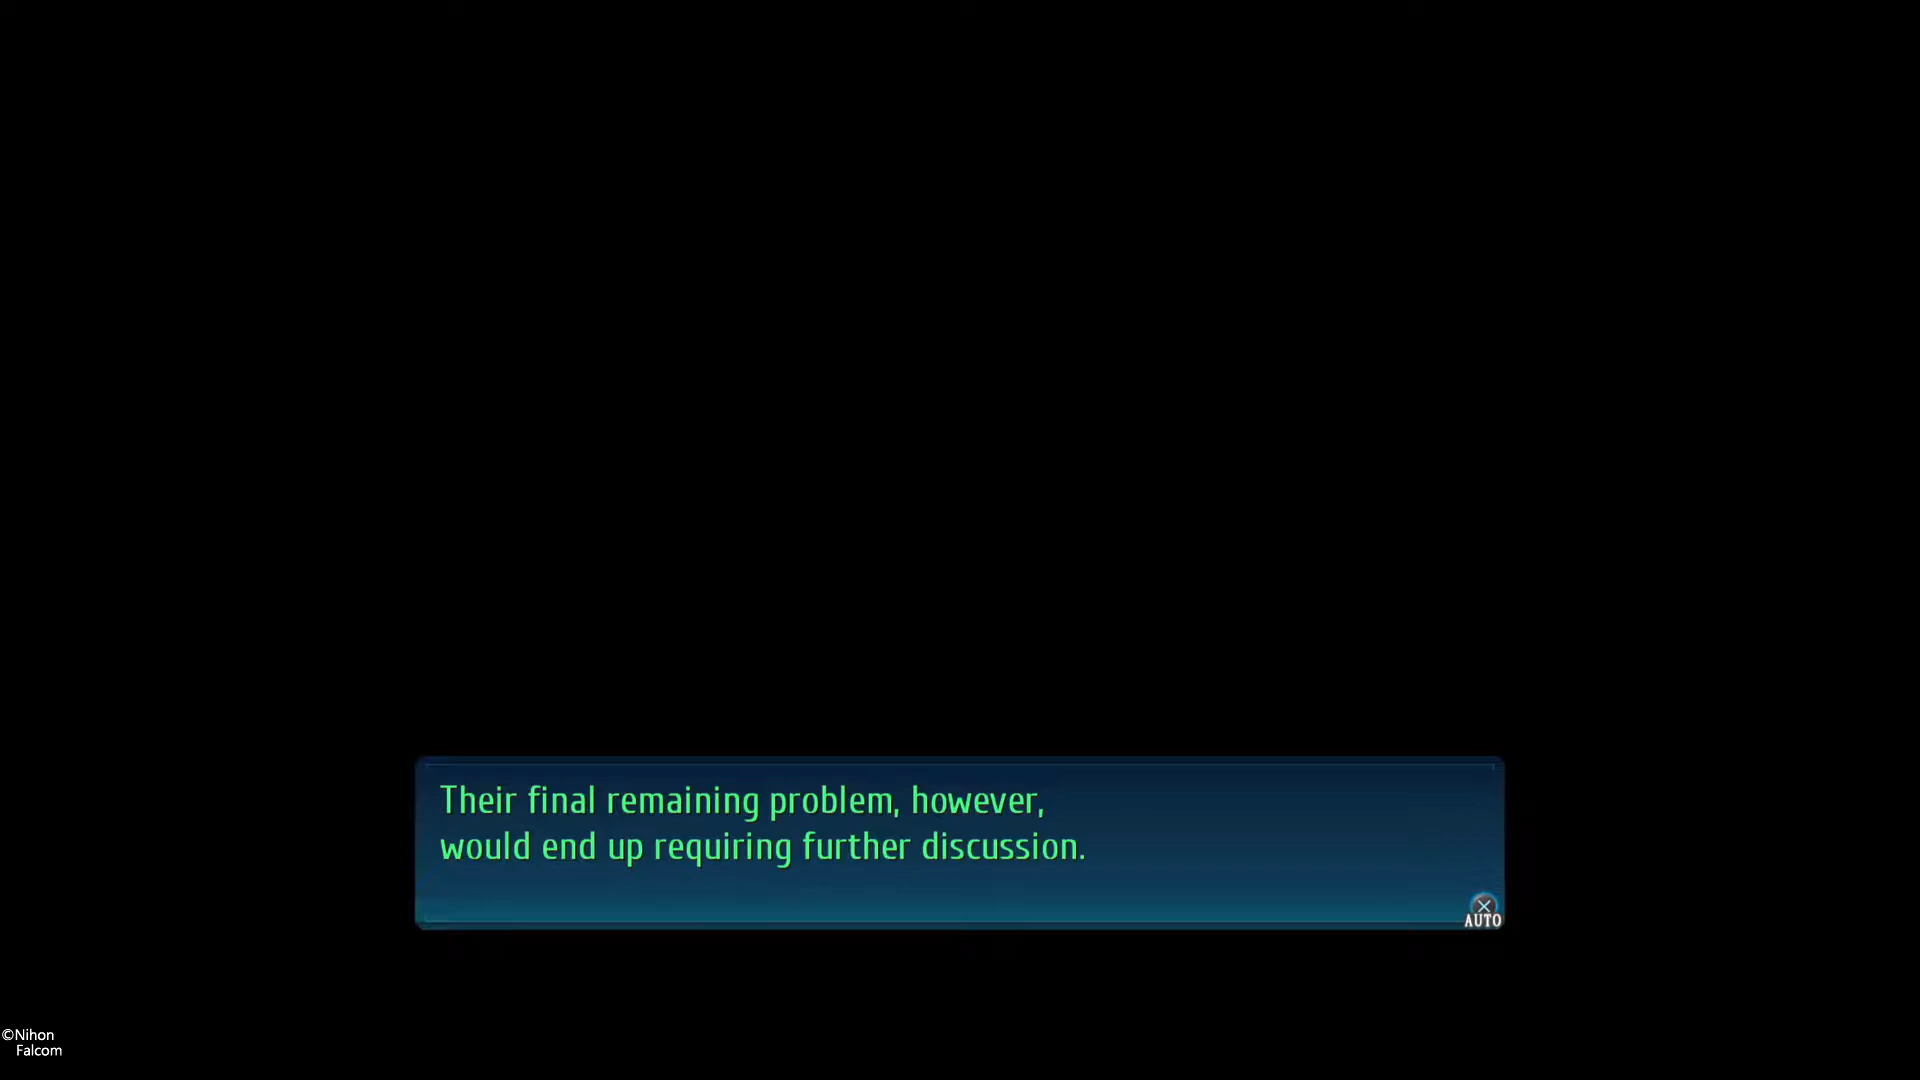 Their final remaining problem, however,
would end up requiring further discussion.
AUTO
©Nihon
Falcom